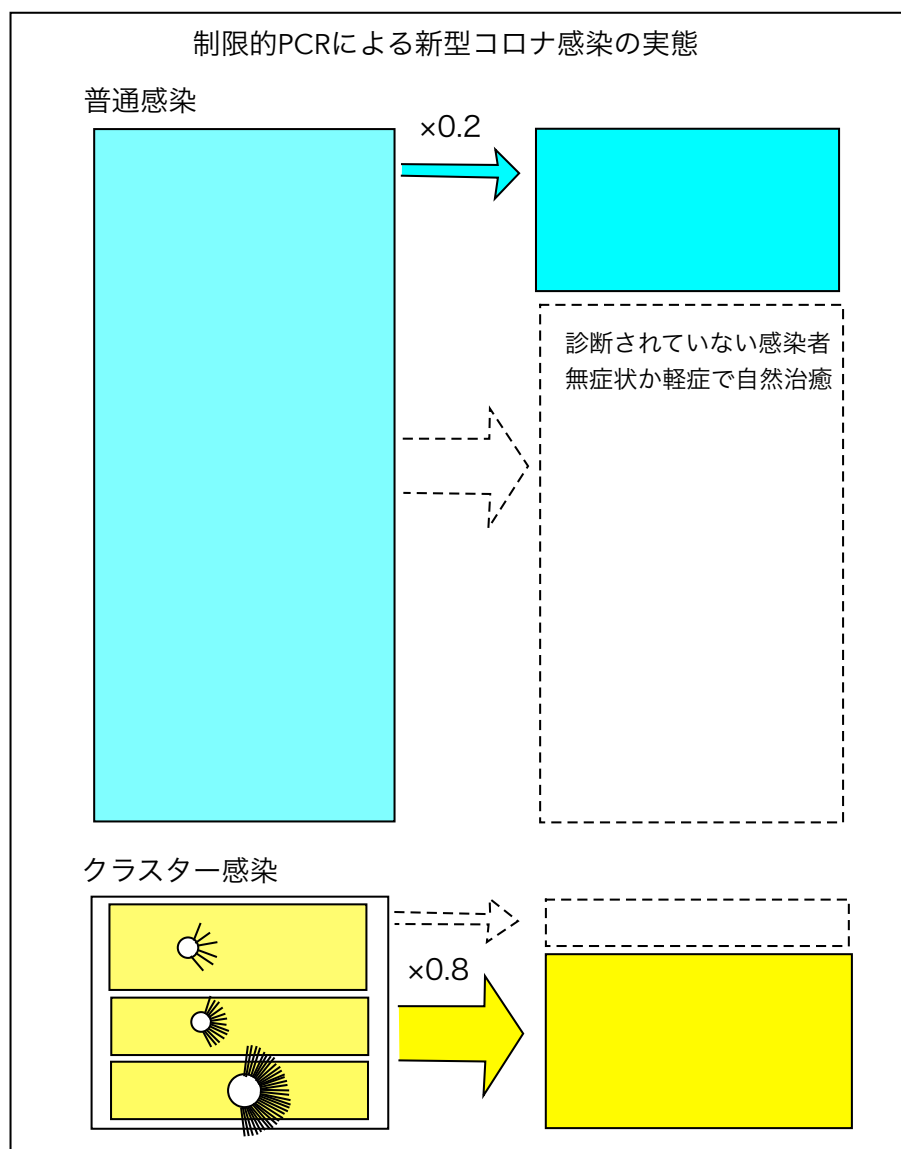 制限的PCRによる新型コロナ感染の実態
普通感染
×0.2
診断されていない感染者
無症状か軽症で自然治癒
クラスター感染
×0.8